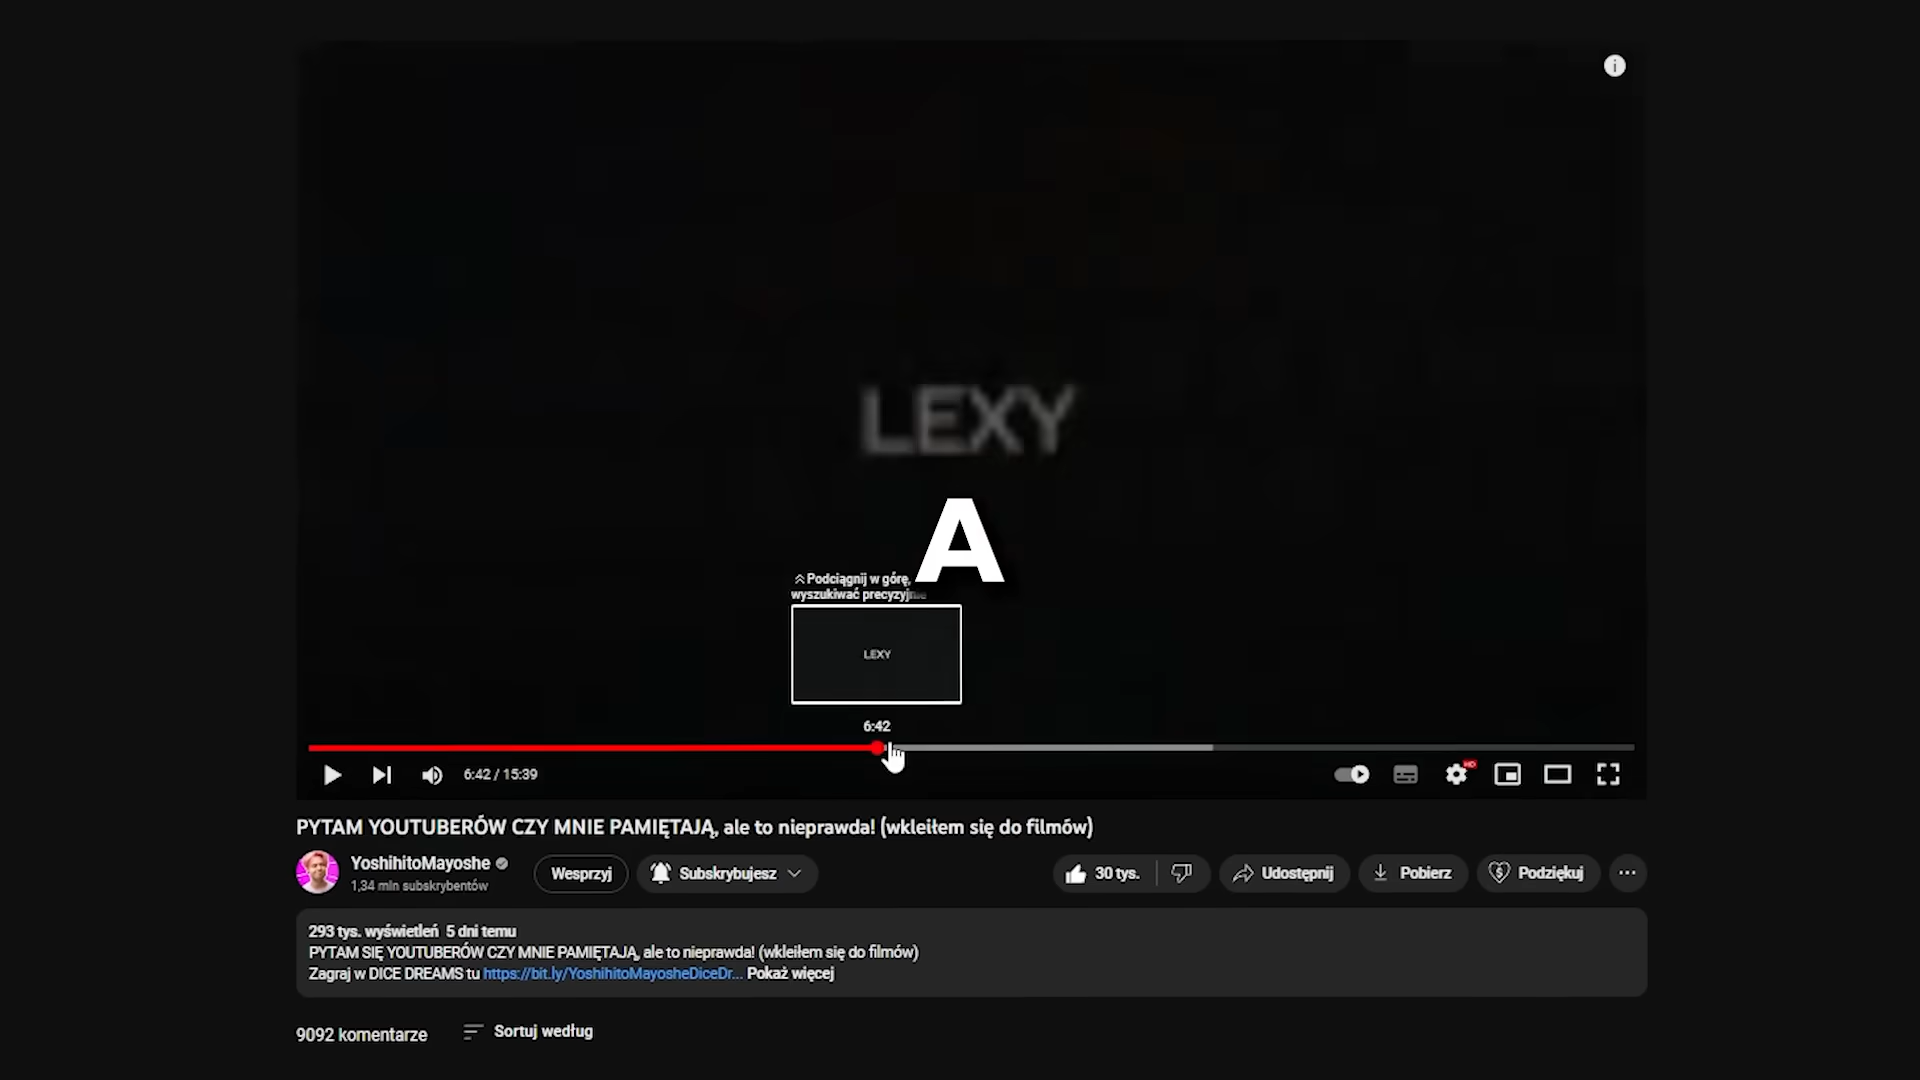 LEXY
A
Podciągnij w górę,
wyszukiwać precyzyjnie
LEXY
6:42
6:42 / 15:39
HD
PYTAM YOUTUBERÓW CZY MNIE PAMIĘTAJĄ, ale to nieprawda! (wkleiłem się do filmów)
YoshihitoMayoshe
1,34 mln subskrybentów
Wesprzyj
Subskrybujesz
30 tys.
Udostępnij
Pobierz
Podziękuj
293 tys. wyświetleń 5 dni temu
PYTAM SIĘ YOUTUBERÓW CZY MNIE PAMIĘTAJĄ, ale to nieprawda! (wkleiłem się do filmów)
Zagraj w DICE DREAMS tu https://bit.ly/YoshihitoMayosheDiceDr... Pokaż więcej
9092 komentarze
Sortuj według